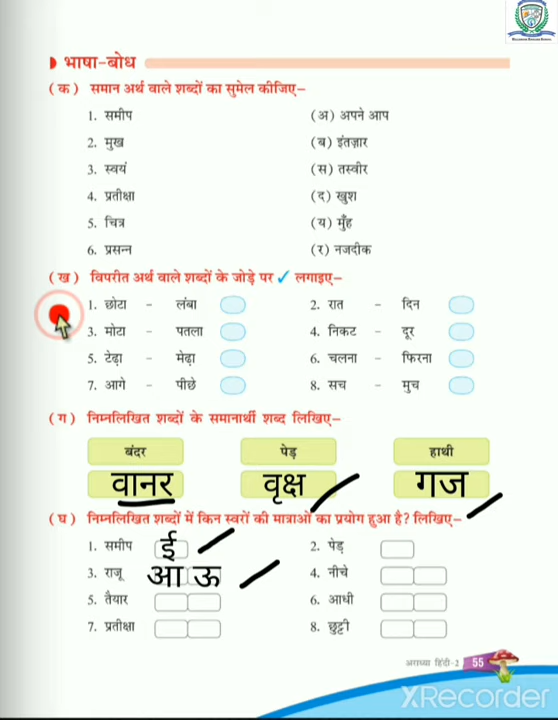 भाषा-बोध
(क) समान अर्थ वाले शब्दों का सुमेल कीजिए–
1. समीप (अ) अपने आप
2. मुख (ब) इंतज़ार
3. स्वयं (स) तस्वीर
4. प्रतीक्षा (द) खुश
5. चित्र (य) मुँह
6. प्रसन्न (र) नजदीक
(ख) विपरीत अर्थ वाले शब्दों के जोड़े पर ✓ लगाइए–
1. छोटा – लंबा 2. रात – दिन
3. मोटा – पतला 4. निकट – दूर
5. टेढ़ा – मेढ़ा 6. चलना – फिरना
7. आगे – पीछे 8. सच – मुच
(ग) निम्नलिखित शब्दों के समानार्थी शब्द लिखिए–
बंदर पेड़ हाथी
वानर वृक्ष गज
(घ) निम्नलिखित शब्दों में किन स्वरों की मात्राओं का प्रयोग हुआ है? लिखिए–
1. समीप ई 2. पेड़
3. राजू आ ऊ 4. नीचे
5. तैयार 6. आधी
7. प्रतीक्षा 8. छुट्टी
अराध्या हिंदी-2 55
XRecorder